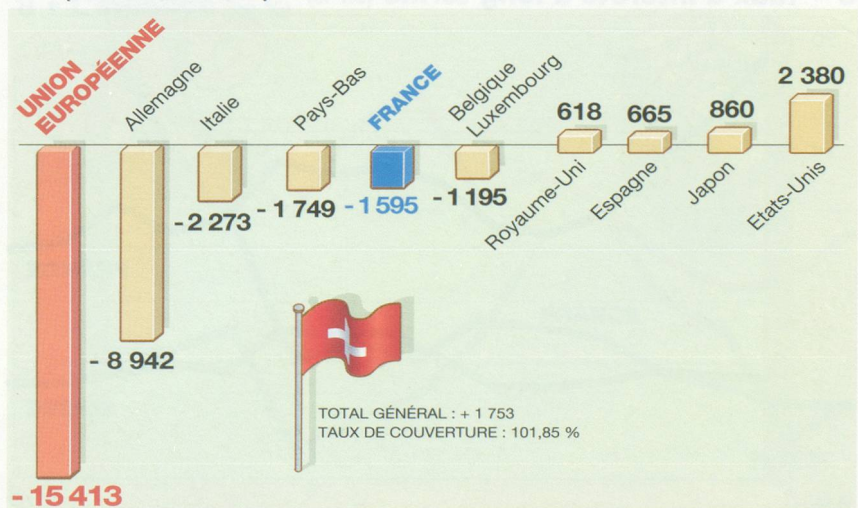 UNION
EUROPÉENNE
Allemagne
Italie
Pays-Bas
FRANCE
Belgique
Luxembourg
618
665
860
2 380
- 2 273
- 1 749
- 1 595
- 1 195
Royaume-Uni
Espagne
Japon
Etats-Unis
- 8 942
TOTAL GÉNÉRAL : + 1 753
TAUX DE COUVERTURE : 101,85 %
- 15 413